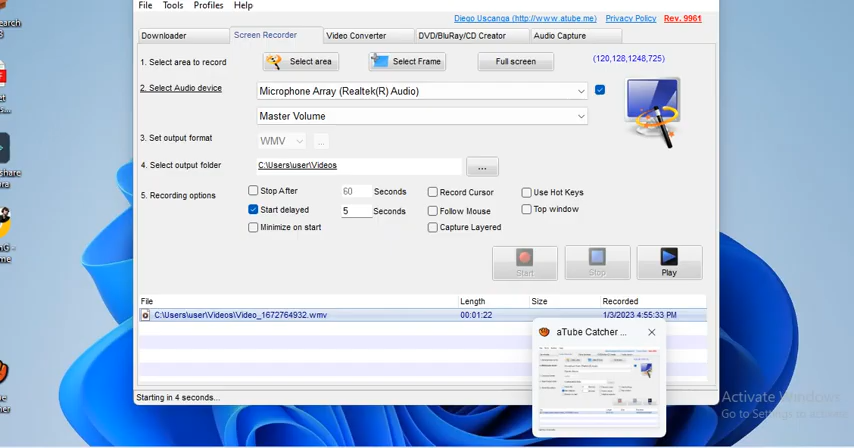 File Tools Profiles Help
Diego Uscanga (http://www.atube.me) Privacy Policy Rev. 9961
Downloader Screen Recorder Video Converter DVD/BluRay/CD Creator Audio Capture
1. Select area to record Select area Select Frame Full screen (120,128,1248,725)
2. Select Audio device Microphone Array (Realtek(R) Audio)
Master Volume
3. Set output format WMV ...
4. Select output folder C:\Users\user\Videos ...
5. Recording options Stop After 60 Seconds Record Cursor Use Hot Keys
Start delayed 5 Seconds Follow Mouse Top window
Minimize on start Capture Layered
Start Stop Play
File Length Size Recorded
C:\Users\user\Videos\Video_1672764932.wmv 00:01:22 1/3/2023 4:55:33 PM
aTube Catcher ...
Starting in 4 seconds...
Activate Windows
Go to Settings to activate